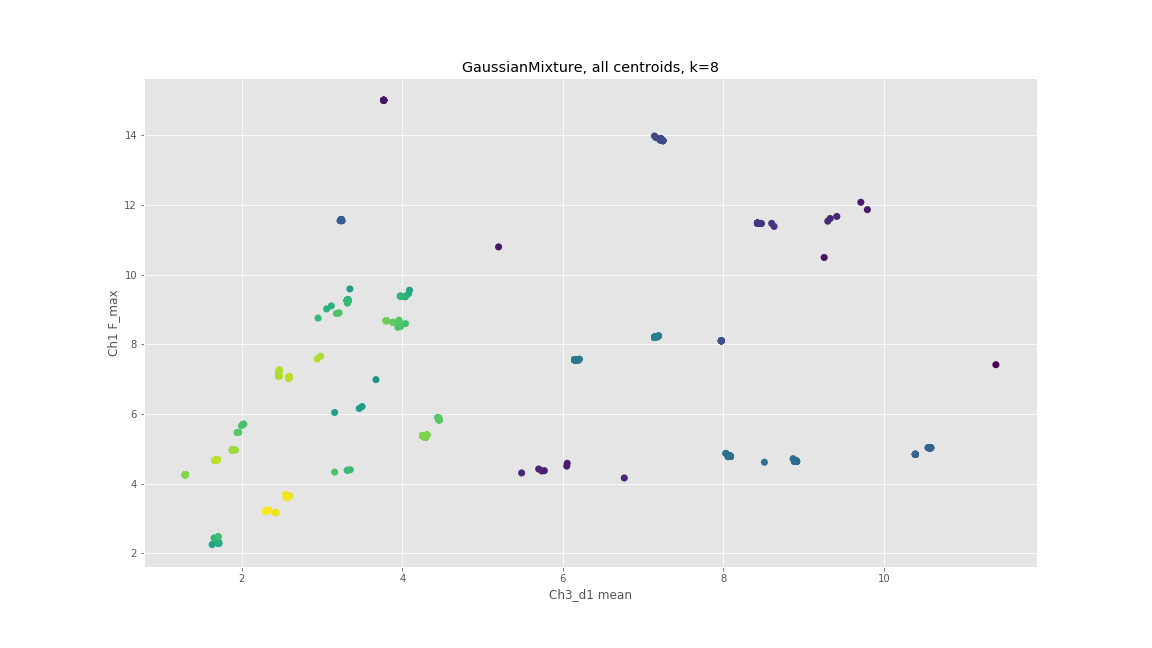 GaussianMixture, all centroids, k=8
14
12
10
8
6
4
2
Ch1 F_max
2 4 6 8 10
Ch3_d1 mean